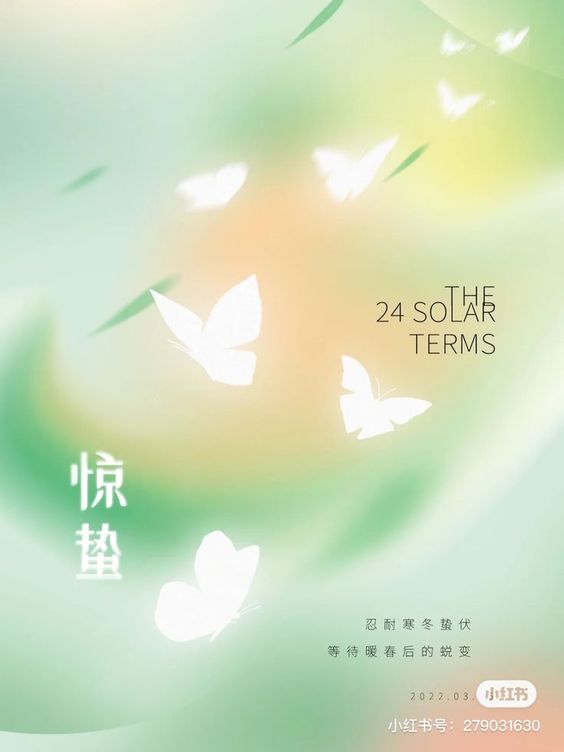 THE
24 SOLAR
TERMS
惊
蛰
忍耐寒冬蛰伏
等待暖春后的蜕变
2022.03.
小红书
小红书号：279031630